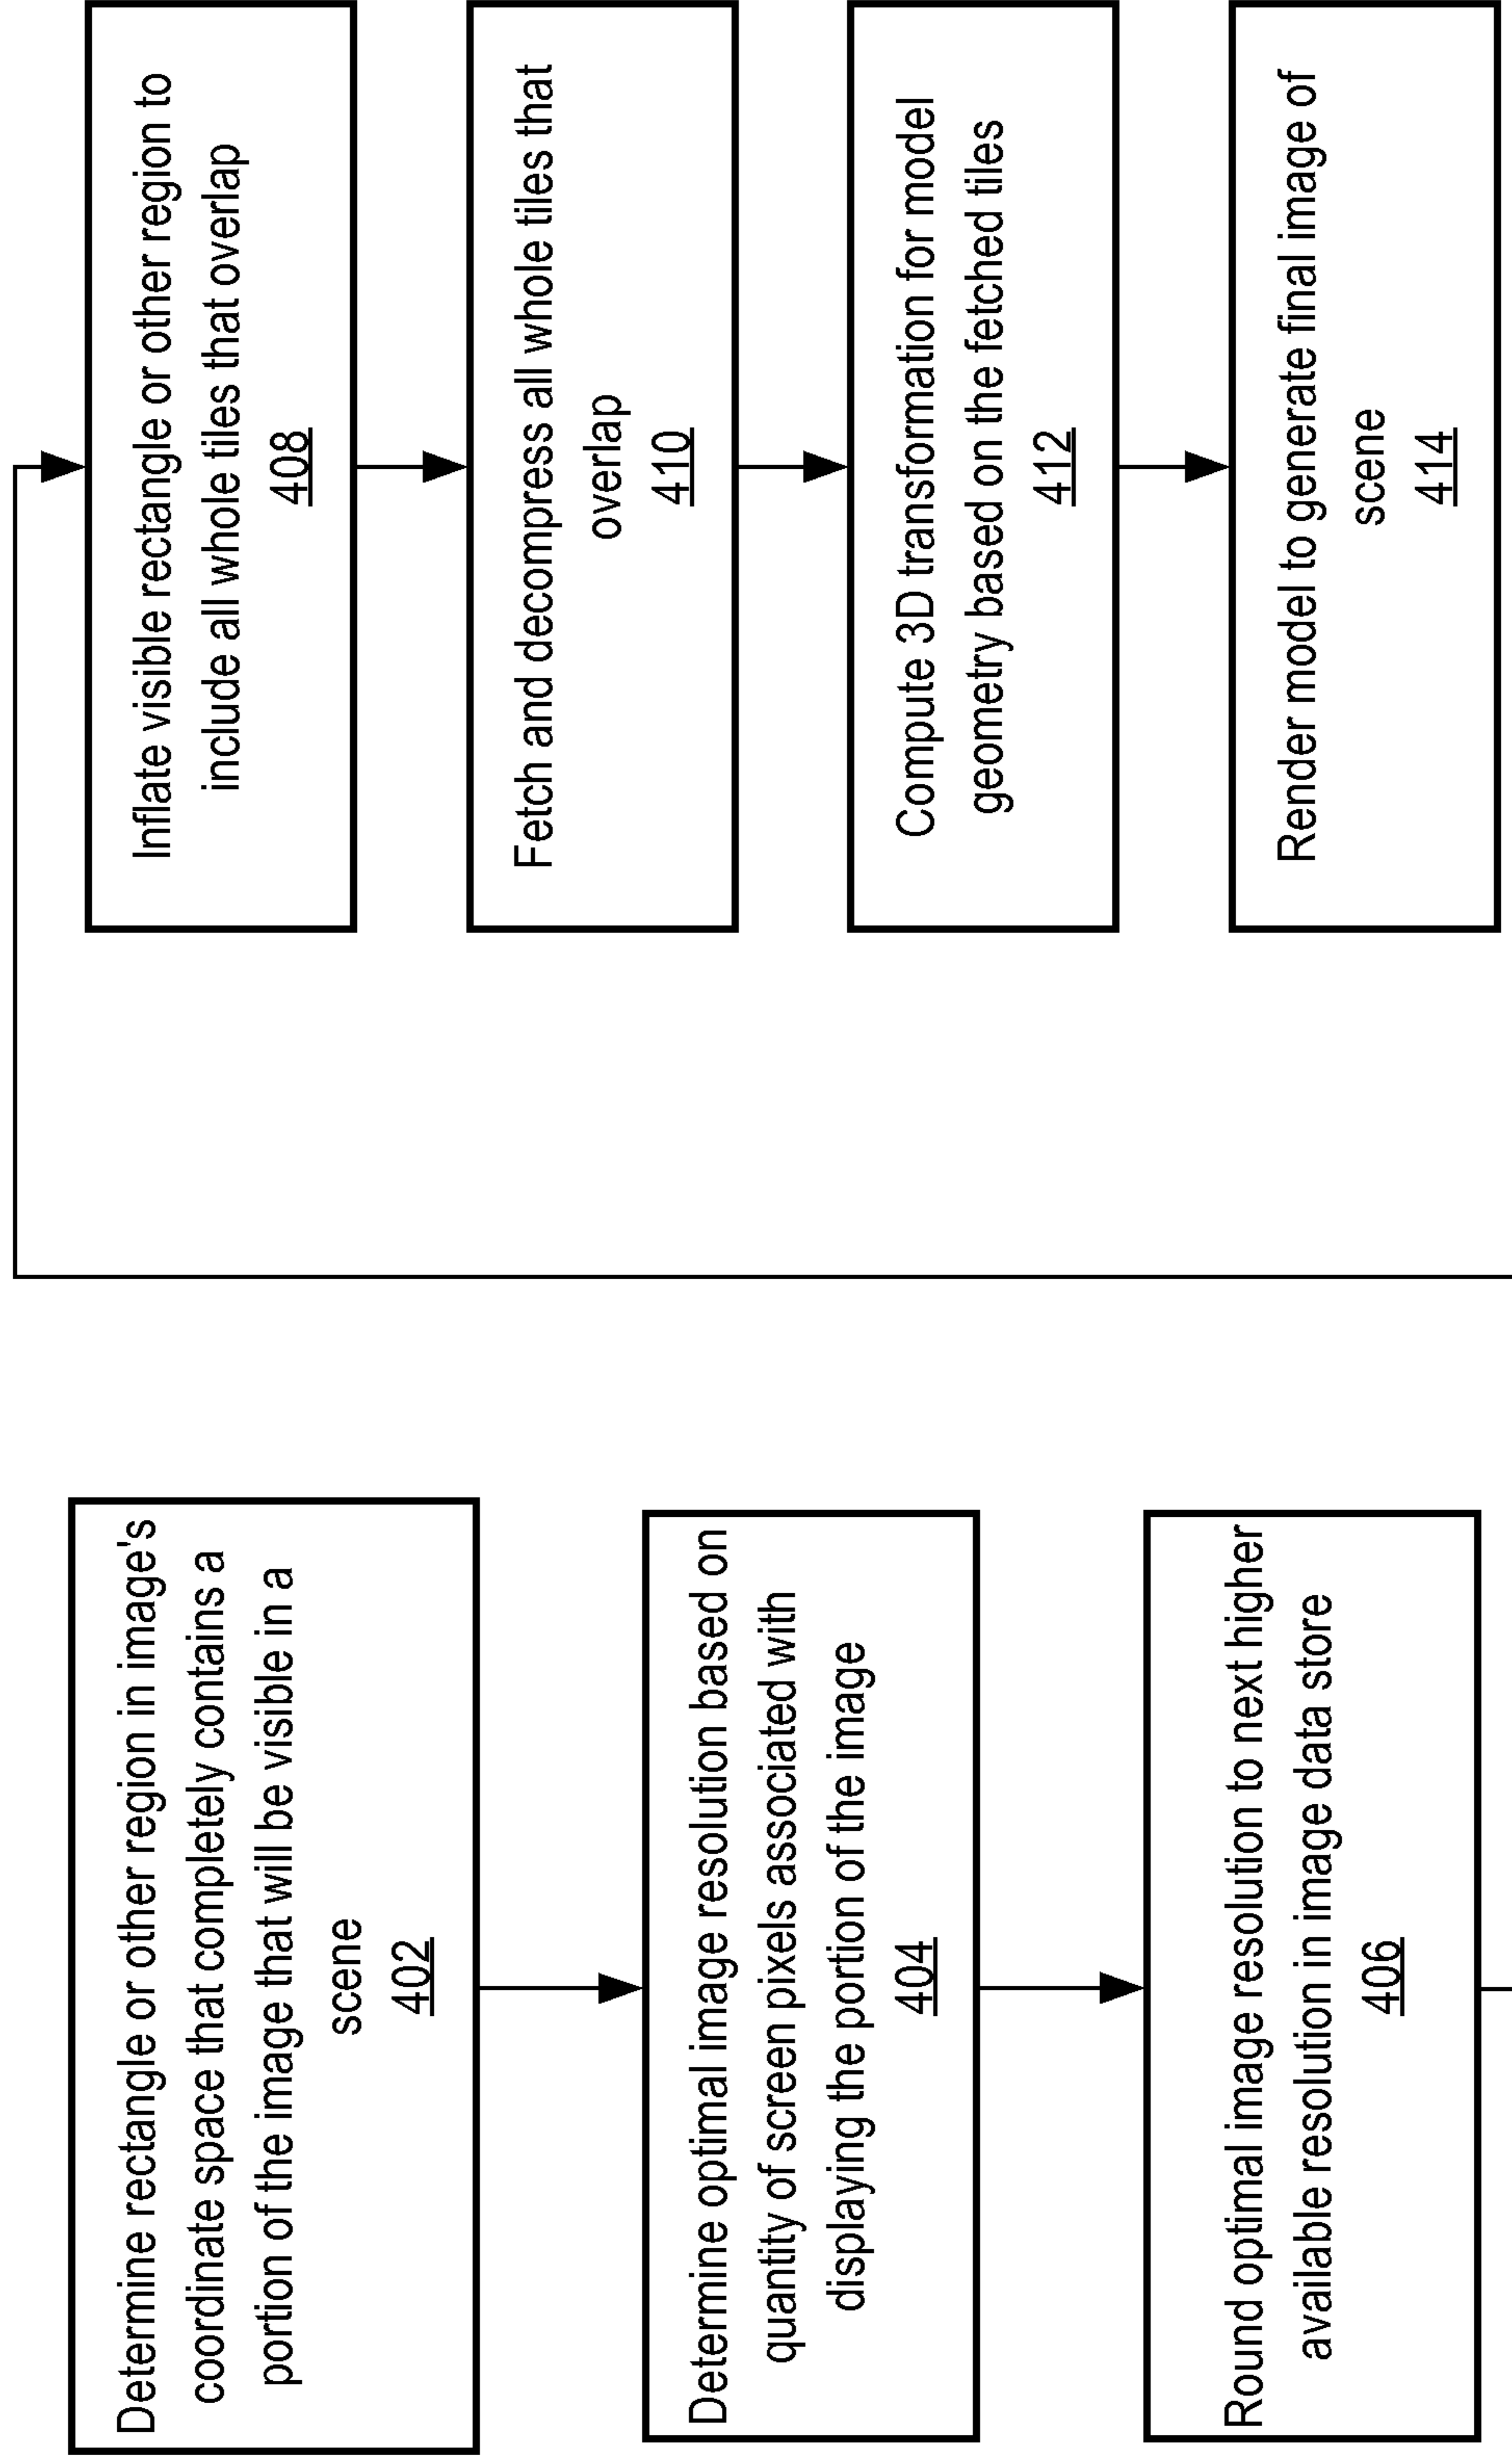 Determine rectangle or other region in image's
coordinate space that completely contains a
portion of the image that will be visible in a
scene
402
Determine optimal image resolution based on
quantity of screen pixels associated with
displaying the portion of the image
404
Round optimal image resolution to next higher
available resolution in image data store
406
Inflate visible rectangle or other region to
include all whole tiles that overlap
408
Fetch and decompress all whole tiles that
overlap
410
Compute 3D transformation for model
geometry based on the fetched tiles
412
Render model to generate final image of
scene
414